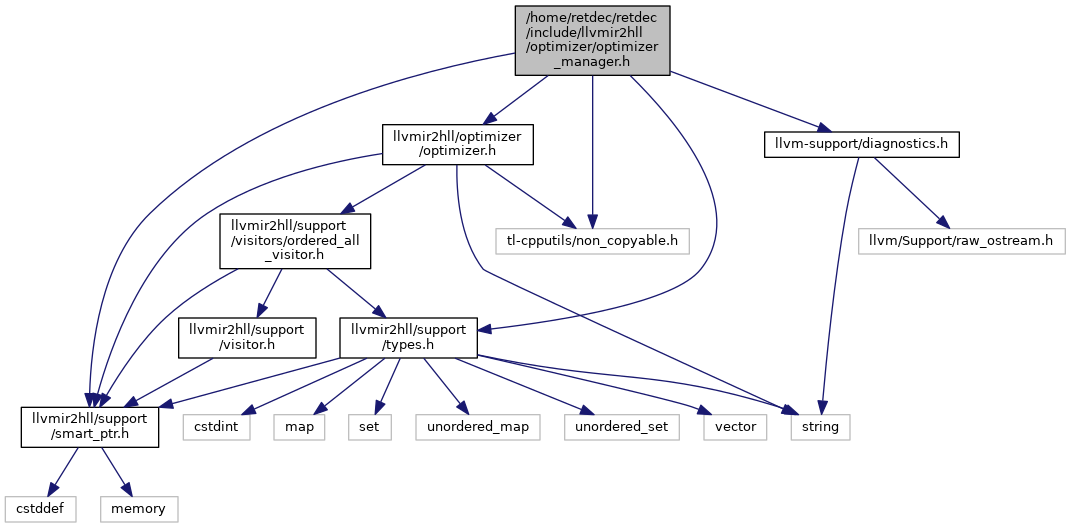 /home/retdec/retdec
/include/llvmir2hll
/optimizer/optimizer
_manager.h
llvmir2hll/optimizer
/optimizer.h
llvm-support/diagnostics.h
llvmir2hll/support
/visitors/ordered_all
_visitor.h
tl-cpputils/non_copyable.h
llvm/Support/raw_ostream.h
llvmir2hll/support
/visitor.h
llvmir2hll/support
/types.h
llvmir2hll/support
/smart_ptr.h
cstdint
map
set
unordered_map
unordered_set
vector
string
cstddef
memory